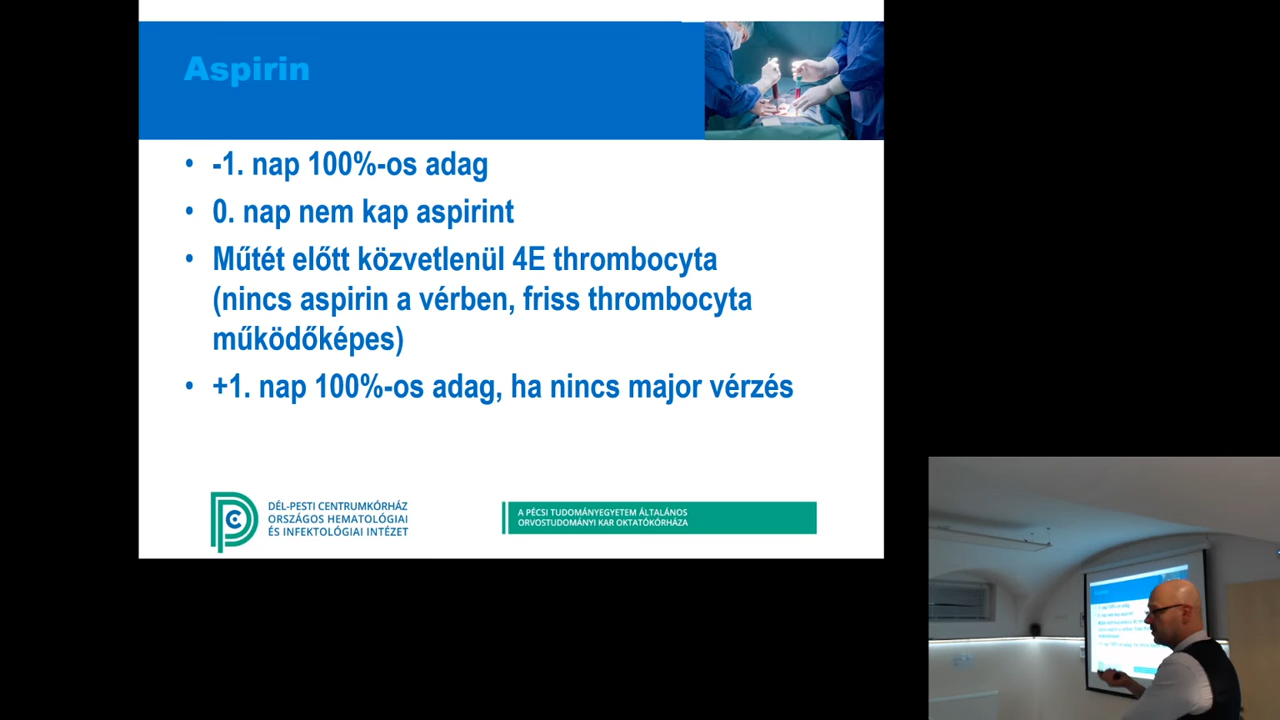 Aspirin
• -1. nap 100%-os adag
• 0. nap nem kap aspirint
• Műtét előtt közvetlenül 4E thrombocyta
(nincs aspirin a vérben, friss thrombocyta
működőképes)
• +1. nap 100%-os adag, ha nincs major vérzés
DÉL-PESTI CENTRUMKÓRHÁZ
ORSZÁGOS HEMATOLÓGIAI
ÉS INFEKTOLÓGIAI INTÉZET
A PÉCSI TUDOMÁNYEGYETEM ÁLTALÁNOS
ORVOSTUDOMÁNYI KAR OKTATÓKÓRHÁZA